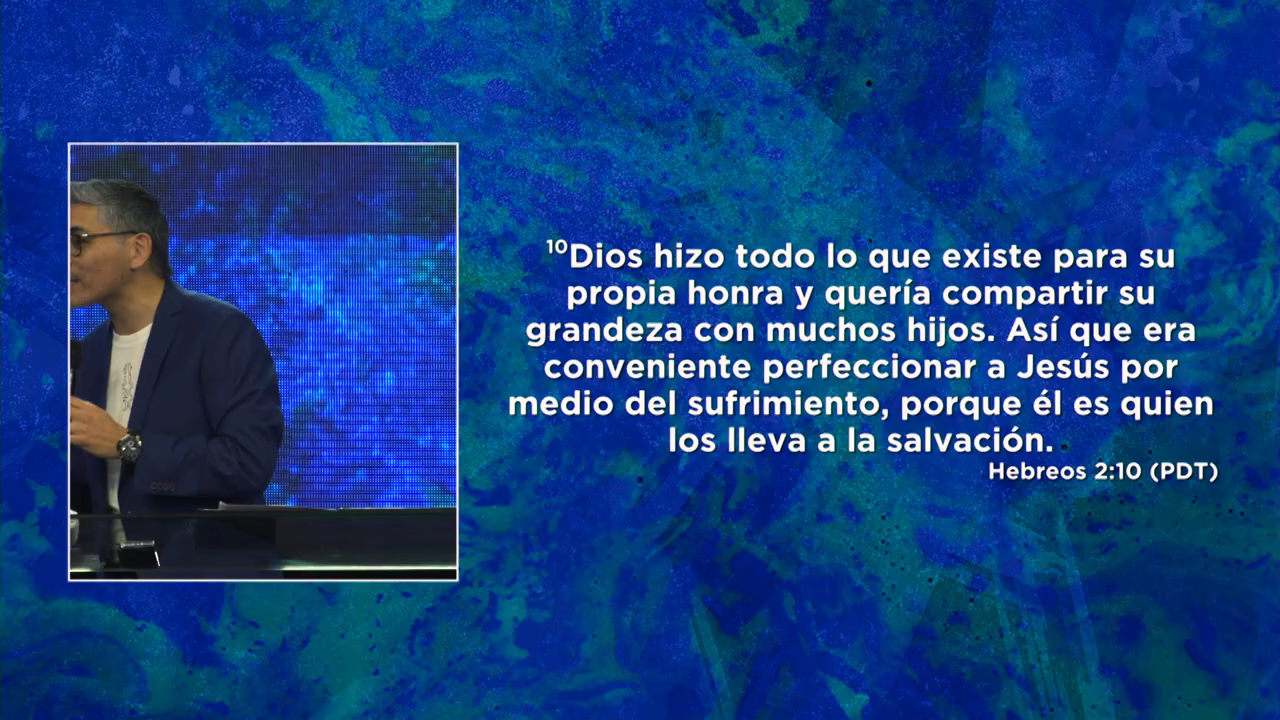 ¹⁰Dios hizo todo lo que existe para su
propia honra y quería compartir su
grandeza con muchos hijos. Así que era
conveniente perfeccionar a Jesús por
medio del sufrimiento, porque él es quien
los lleva a la salvación.
Hebreos 2:10 (PDT)